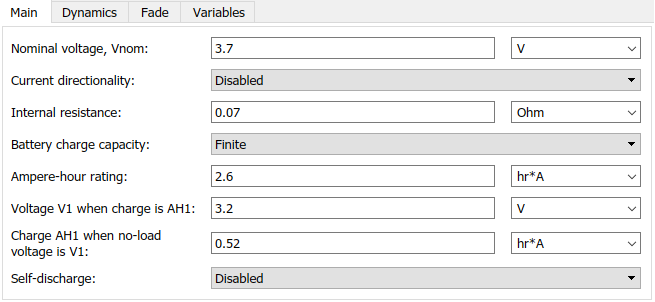 Main Dynamics Fade Variables
Nominal voltage, Vnom: 3.7 V
Current directionality: Disabled
Internal resistance: 0.07 Ohm
Battery charge capacity: Finite
Ampere-hour rating: 2.6 hr*A
Voltage V1 when charge is AH1: 3.2 V
Charge AH1 when no-load
voltage is V1: 0.52 hr*A
Self-discharge: Disabled